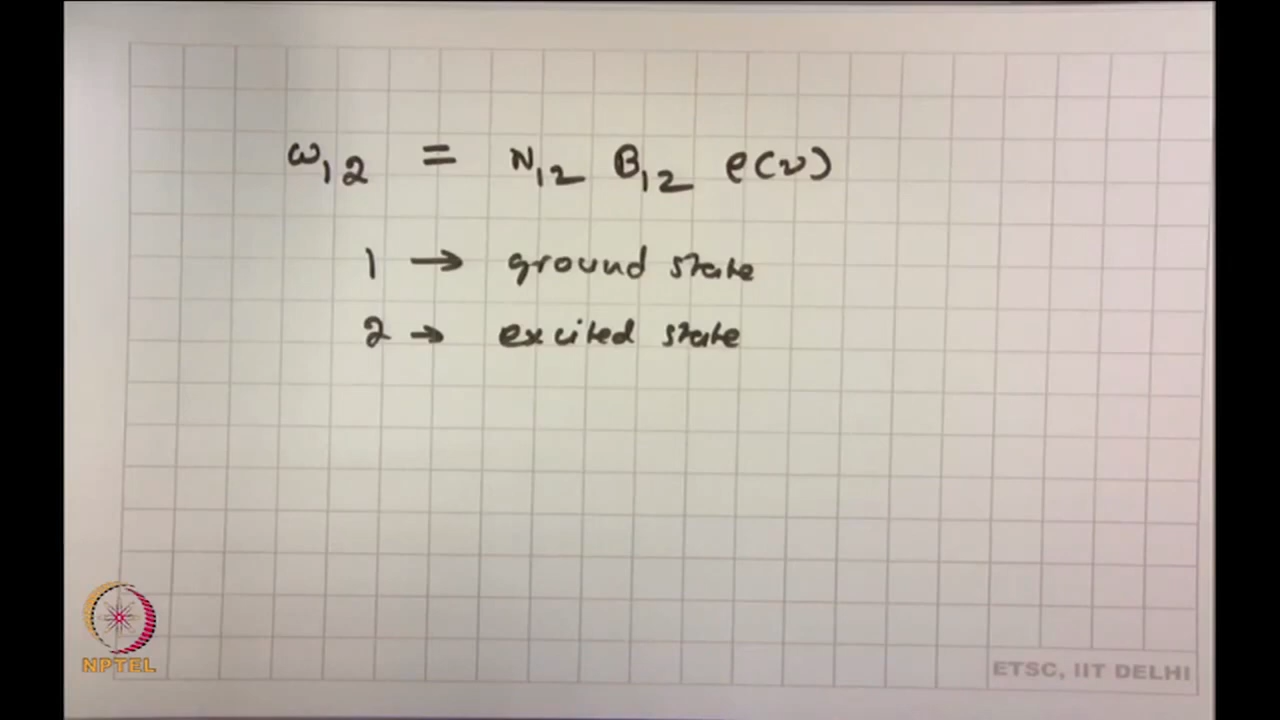 ω₁₂ = N₁₂ B₁₂ ρ(ν)
1 → ground state
2 → excited state
NPTEL
ETSC, IIT DELHI